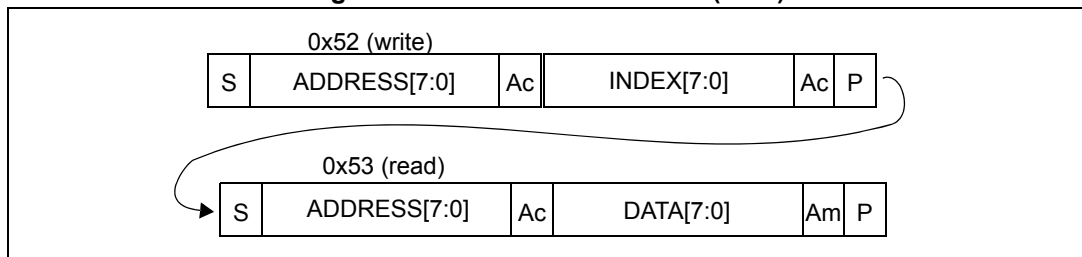 0x52 (write)
S ADDRESS[7:0] Ac INDEX[7:0] Ac P
0x53 (read)
S ADDRESS[7:0] Ac DATA[7:0] Am P